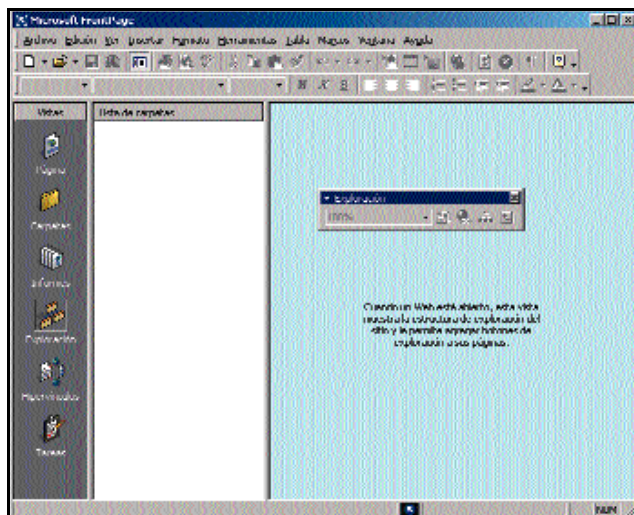 Microsoft FrontPage
Archivo Edición Ver Insertar Formato Herramientas Tabla Marcos Ventana Ayuda
N K S
Vistas
Lista de carpetas
Página
Carpetas
Informes
Exploración
Hipervínculos
Tareas
Exploración
100%
Cuando un Web está abierto, esta vista
muestra la estructura de exploración del
sitio y le permite agregar botones de
exploración a sus páginas.
NUM